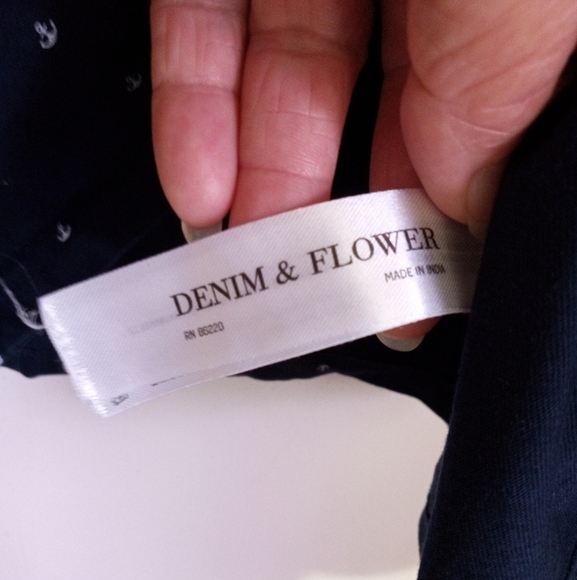 DENIM & FLOWER
MADE IN INDIA
RN 86220